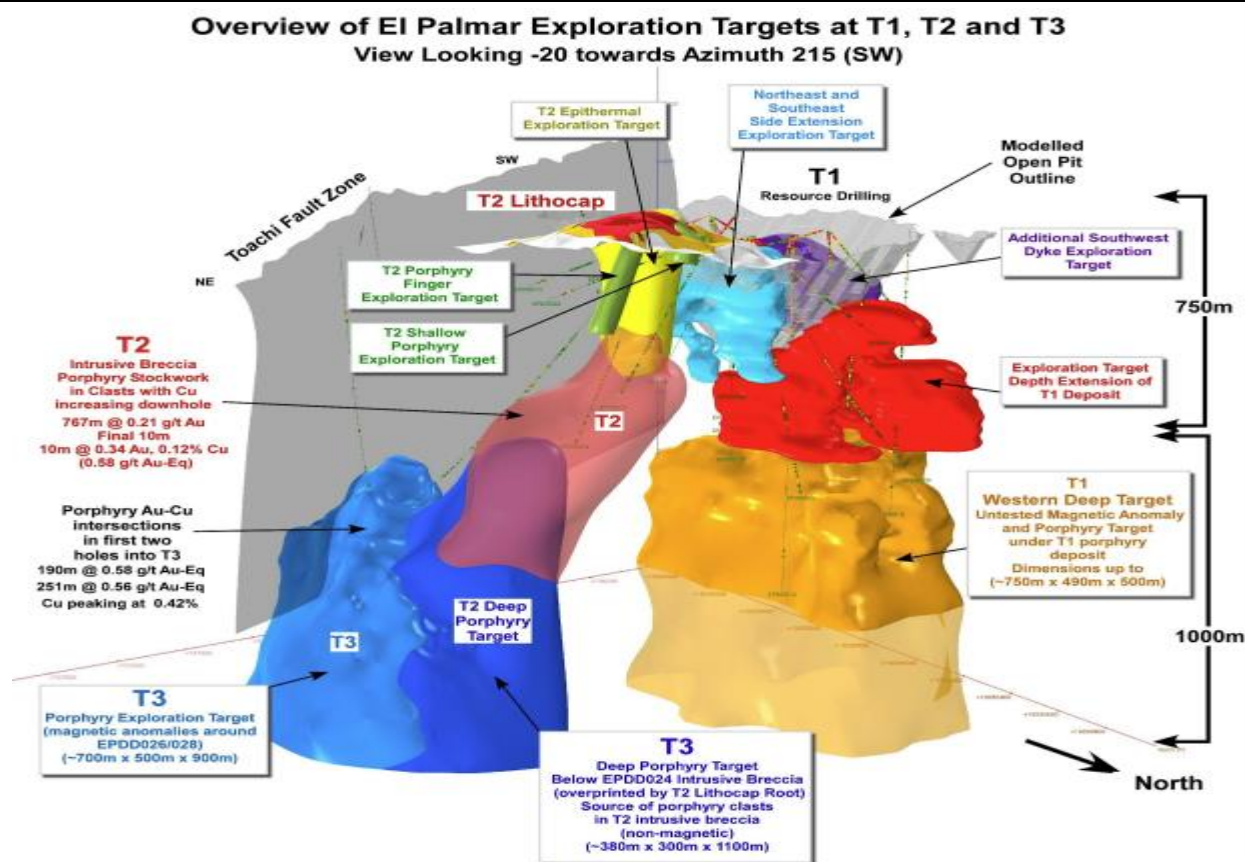 Overview of El Palmar Exploration Targets at T1, T2 and T3
View Looking -20 towards Azimuth 215 (SW)
T2 Epithermal
Exploration Target
Northeast and
Southeast
Side Extension
Exploration Target
Modelled
Open Pit
Outline
SW
T1
Resource Drilling
Toachi Fault Zone
NE
T2 Lithocap
Additional Southwest
Dyke Exploration
Target
T2 Porphyry
Finger
Exploration Target
750m
T2 Shallow
Porphyry
Exploration Target
T2
Intrusive Breccia
Porphyry Stockwork
in Clasts with Cu
increasing downhole
767m @ 0.21 g/t Au
Final 10m
10m @ 0.34 Au, 0.12% Cu
(0.58 g/t Au-Eq)
Exploration Target
Depth Extension of
T1 Deposit
T2
T1
Western Deep Target
Untested Magnetic Anomaly
and Porphyry Target
under T1 porphyry
deposit
Dimensions up to
(~750m x 490m x 500m)
Porphyry Au-Cu
intersections
in first two
holes into T3
190m @ 0.58 g/t Au-Eq
251m @ 0.56 g/t Au-Eq
Cu peaking at 0.42%
T2 Deep
Porphyry
Target
T3
1000m
T3
Porphyry Exploration Target
(magnetic anomalies around
EPDD026/028)
(~700m x 500m x 900m)
T3
Deep Porphyry Target
Below EPDD024 Intrusive Breccia
(overprinted by T2 Lithocap Root)
Source of porphyry clasts
in T2 intrusive breccia
(non-magnetic)
(~380m x 300m x 1100m)
North